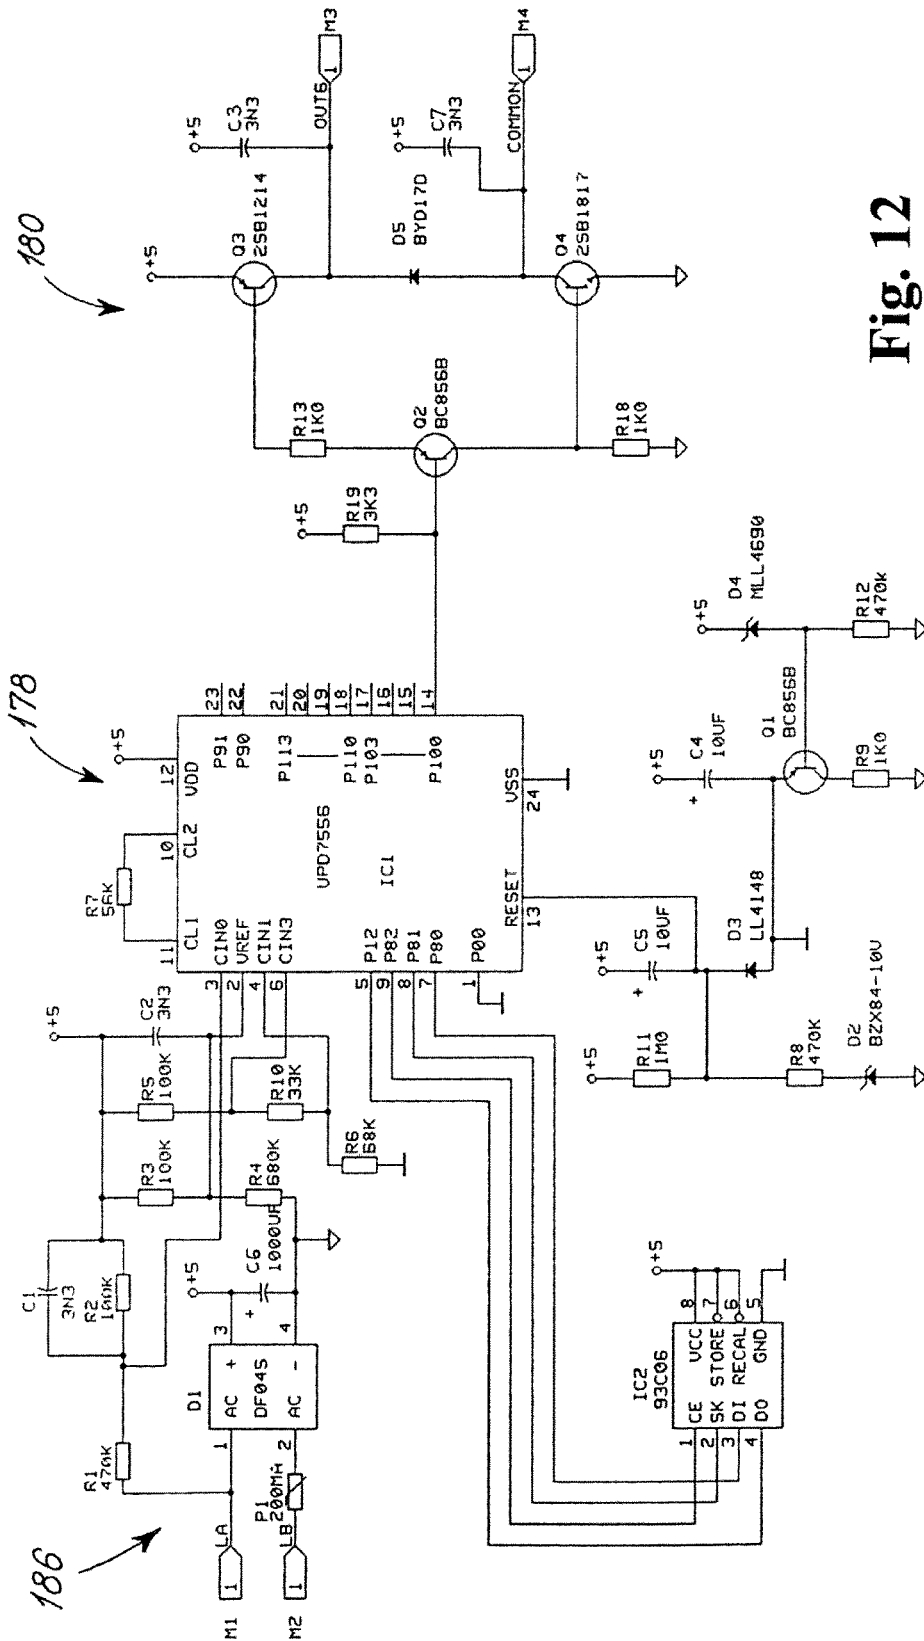 180
178
186
Fig. 12
M1
1
LA
M2
1
LB
P1
200MA
R1
470K
C1
3N3
R2
100K
D1
1
AC +
3
DF04S
2
AC -
4
+5
C6
1000UF
+
R3
100K
R4
680K
R5
100K
R10
33K
R6
68K
+5
C2
3N3
R7
56K
11
CL1
10
CL2
12
VDD
+5
3
CIN0
2
VREF
4
CIN1
6
CIN3
5
P12
9
P82
8
P81
7
P80
1
P00
UPD7556
IC1
RESET
13
VSS
24
P91
23
P90
22
P113
21
20
19
P110
18
P103
17
16
15
P100
14
+5
R19
3K3
Q2
BC856B
R13
1K0
R18
1K0
+5
Q3
2SB1214
D5
BYD17D
Q4
2SB1817
+5
C3
3N3
OUT6
1
M3
+5
C7
3N3
COMMON
1
M4
+5
R11
1M0
+5
C5
10UF
+
R8
470K
D2
BZX84-10V
D3
LL4148
+5
C4
10UF
+
Q1
BC856B
R9
1K0
+5
D4
MLL4690
R12
470k
IC2
93C06
1
CE
VCC
8
2
SK
STORE
7
3
DI
RECAL
6
4
DO
GND
5
+5